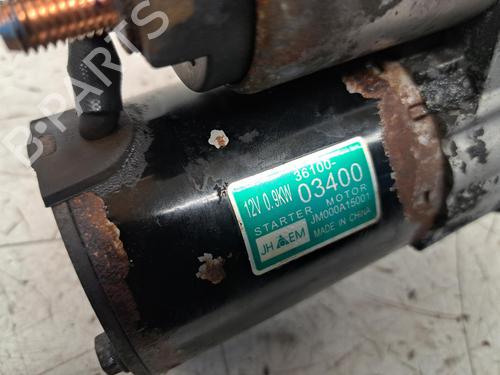 B-PARTS
36100-
12V 0.9KW 03400
STARTER MOTOR
JM000A15001
JH EM MADE IN CHINA